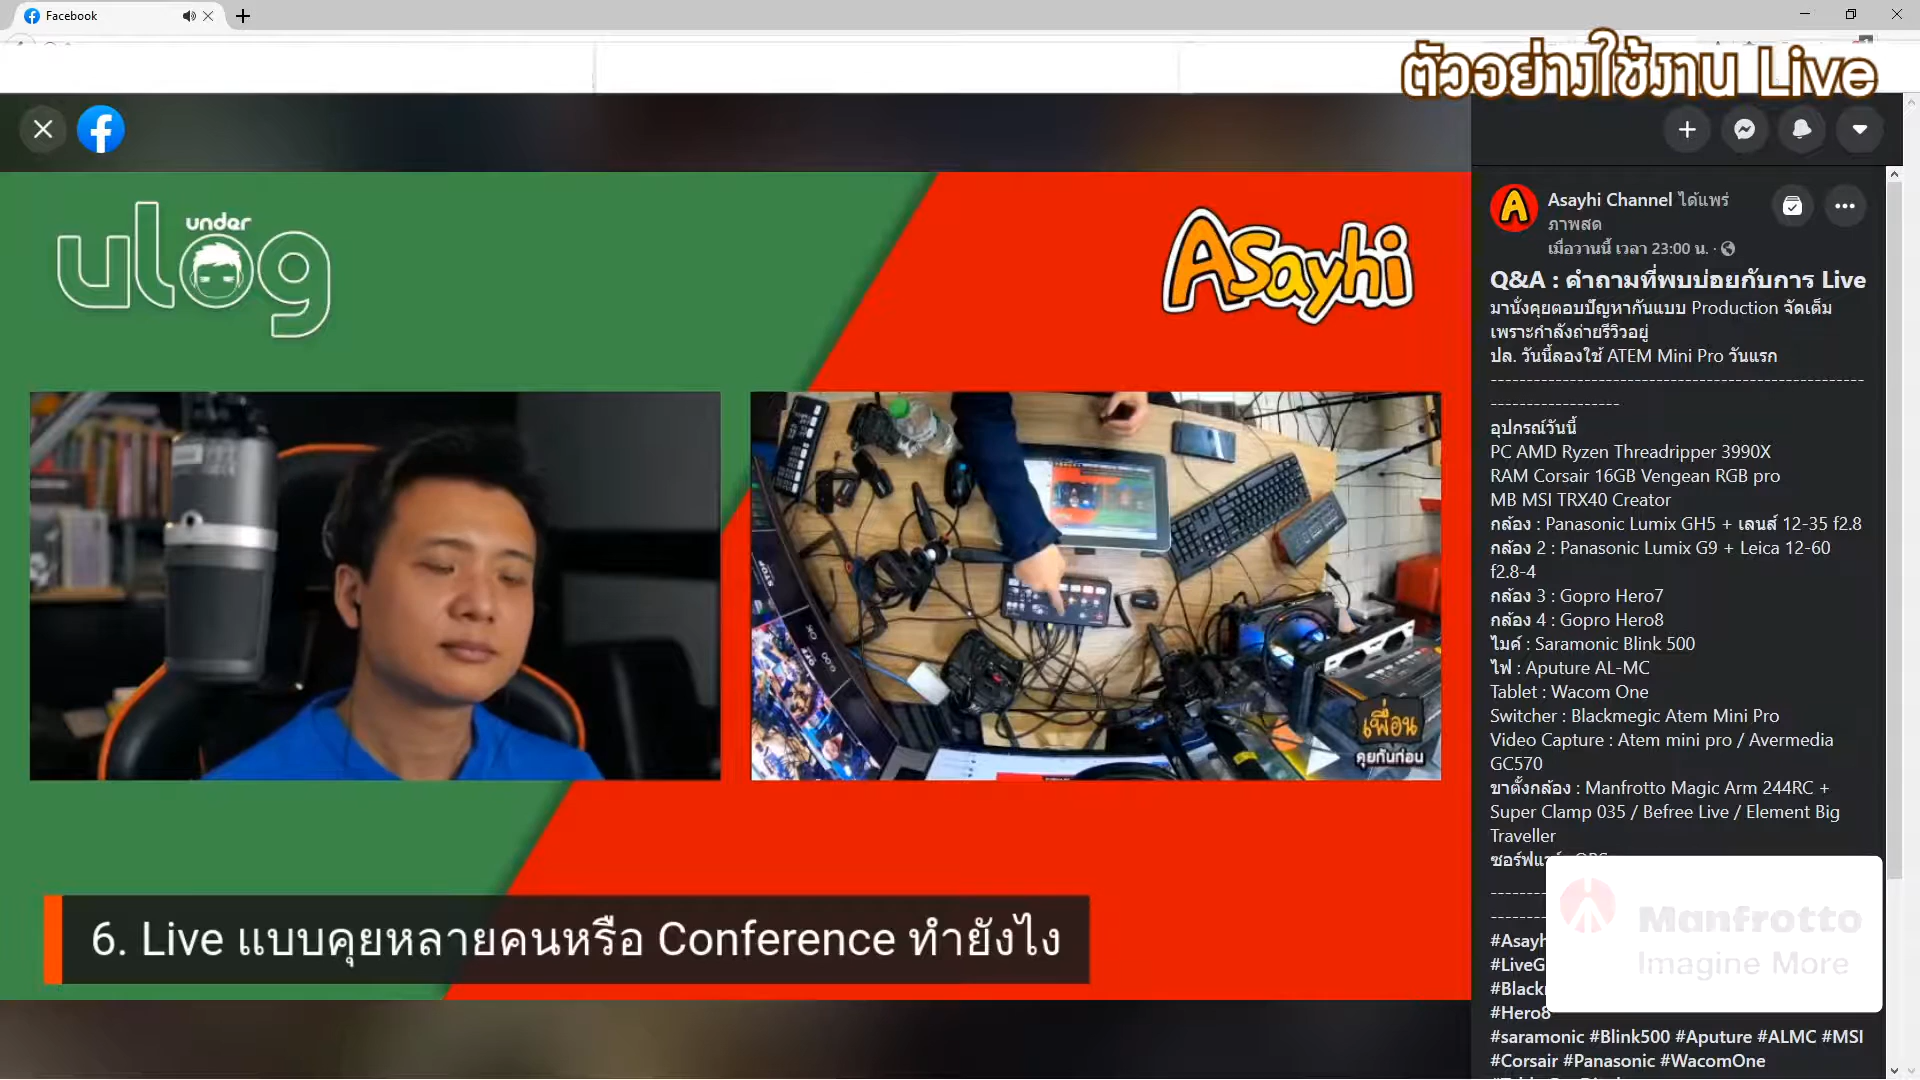 Facebook
ตัวอย่างใช้งาน Live
under
ulog
Asayhi
เพื่อน
คุยกันก่อน
6. Live แบบคุยหลายคนหรือ Conference ทำยังไง
Asayhi Channel ได้แพร่
ภาพสด
เมื่อวานนี้ เวลา 23:00 น. ·
Q&A : คำถามที่พบบ่อยกับการ Live
มานั่งคุยตอบปัญหากันแบบ Production จัดเต็ม
เพราะกำลังถ่ายรีวิวอยู่
ปล. วันนี้ลองใช้ ATEM Mini Pro วันแรก
----------------------------------------------------
------------------
อุปกรณ์วันนี้
PC AMD Ryzen Threadripper 3990X
RAM Corsair 16GB Vengean RGB pro
MB MSI TRX40 Creator
กล้อง : Panasonic Lumix GH5 + เลนส์ 12-35 f2.8
กล้อง 2 : Panasonic Lumix G9 + Leica 12-60
f2.8-4
กล้อง 3 : Gopro Hero7
กล้อง 4 : Gopro Hero8
ไมค์ : Saramonic Blink 500
ไฟ : Aputure AL-MC
Tablet : Wacom One
Switcher : Blackmegic Atem Mini Pro
Video Capture : Atem mini pro / Avermedia
GC570
ขาตั้งกล้อง : Manfrotto Magic Arm 244RC +
Super Clamp 035 / Befree Live / Element Big
Traveller
Manfrotto
Imagine More
#Asayh
#LiveG
#Black
#Hero8
#saramonic #Blink500 #Aputure #ALMC #MSI
#Corsair #Panasonic #WacomOne